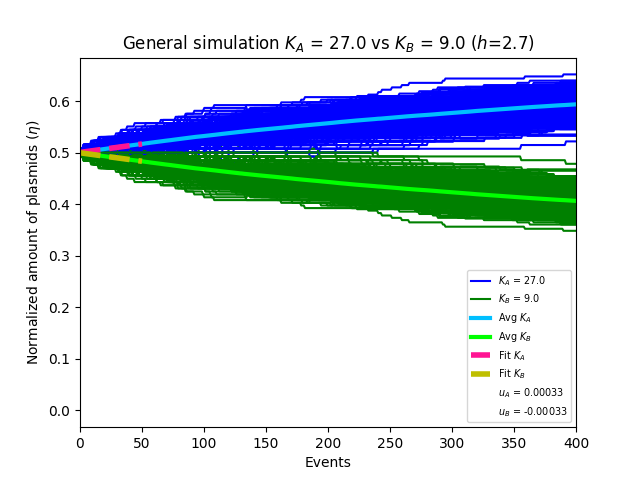 General simulation K_A = 27.0 vs K_B = 9.0 (h=2.7)
Normalized amount of plasmids (η)
0.6
0.5
0.4
0.3
0.2
0.1
0.0
K_A = 27.0
K_B = 9.0
Avg K_A
Avg K_B
Fit K_A
Fit K_B
u_A = 0.00033
u_B = -0.00033
0 50 100 150 200 250 300 350 400
Events